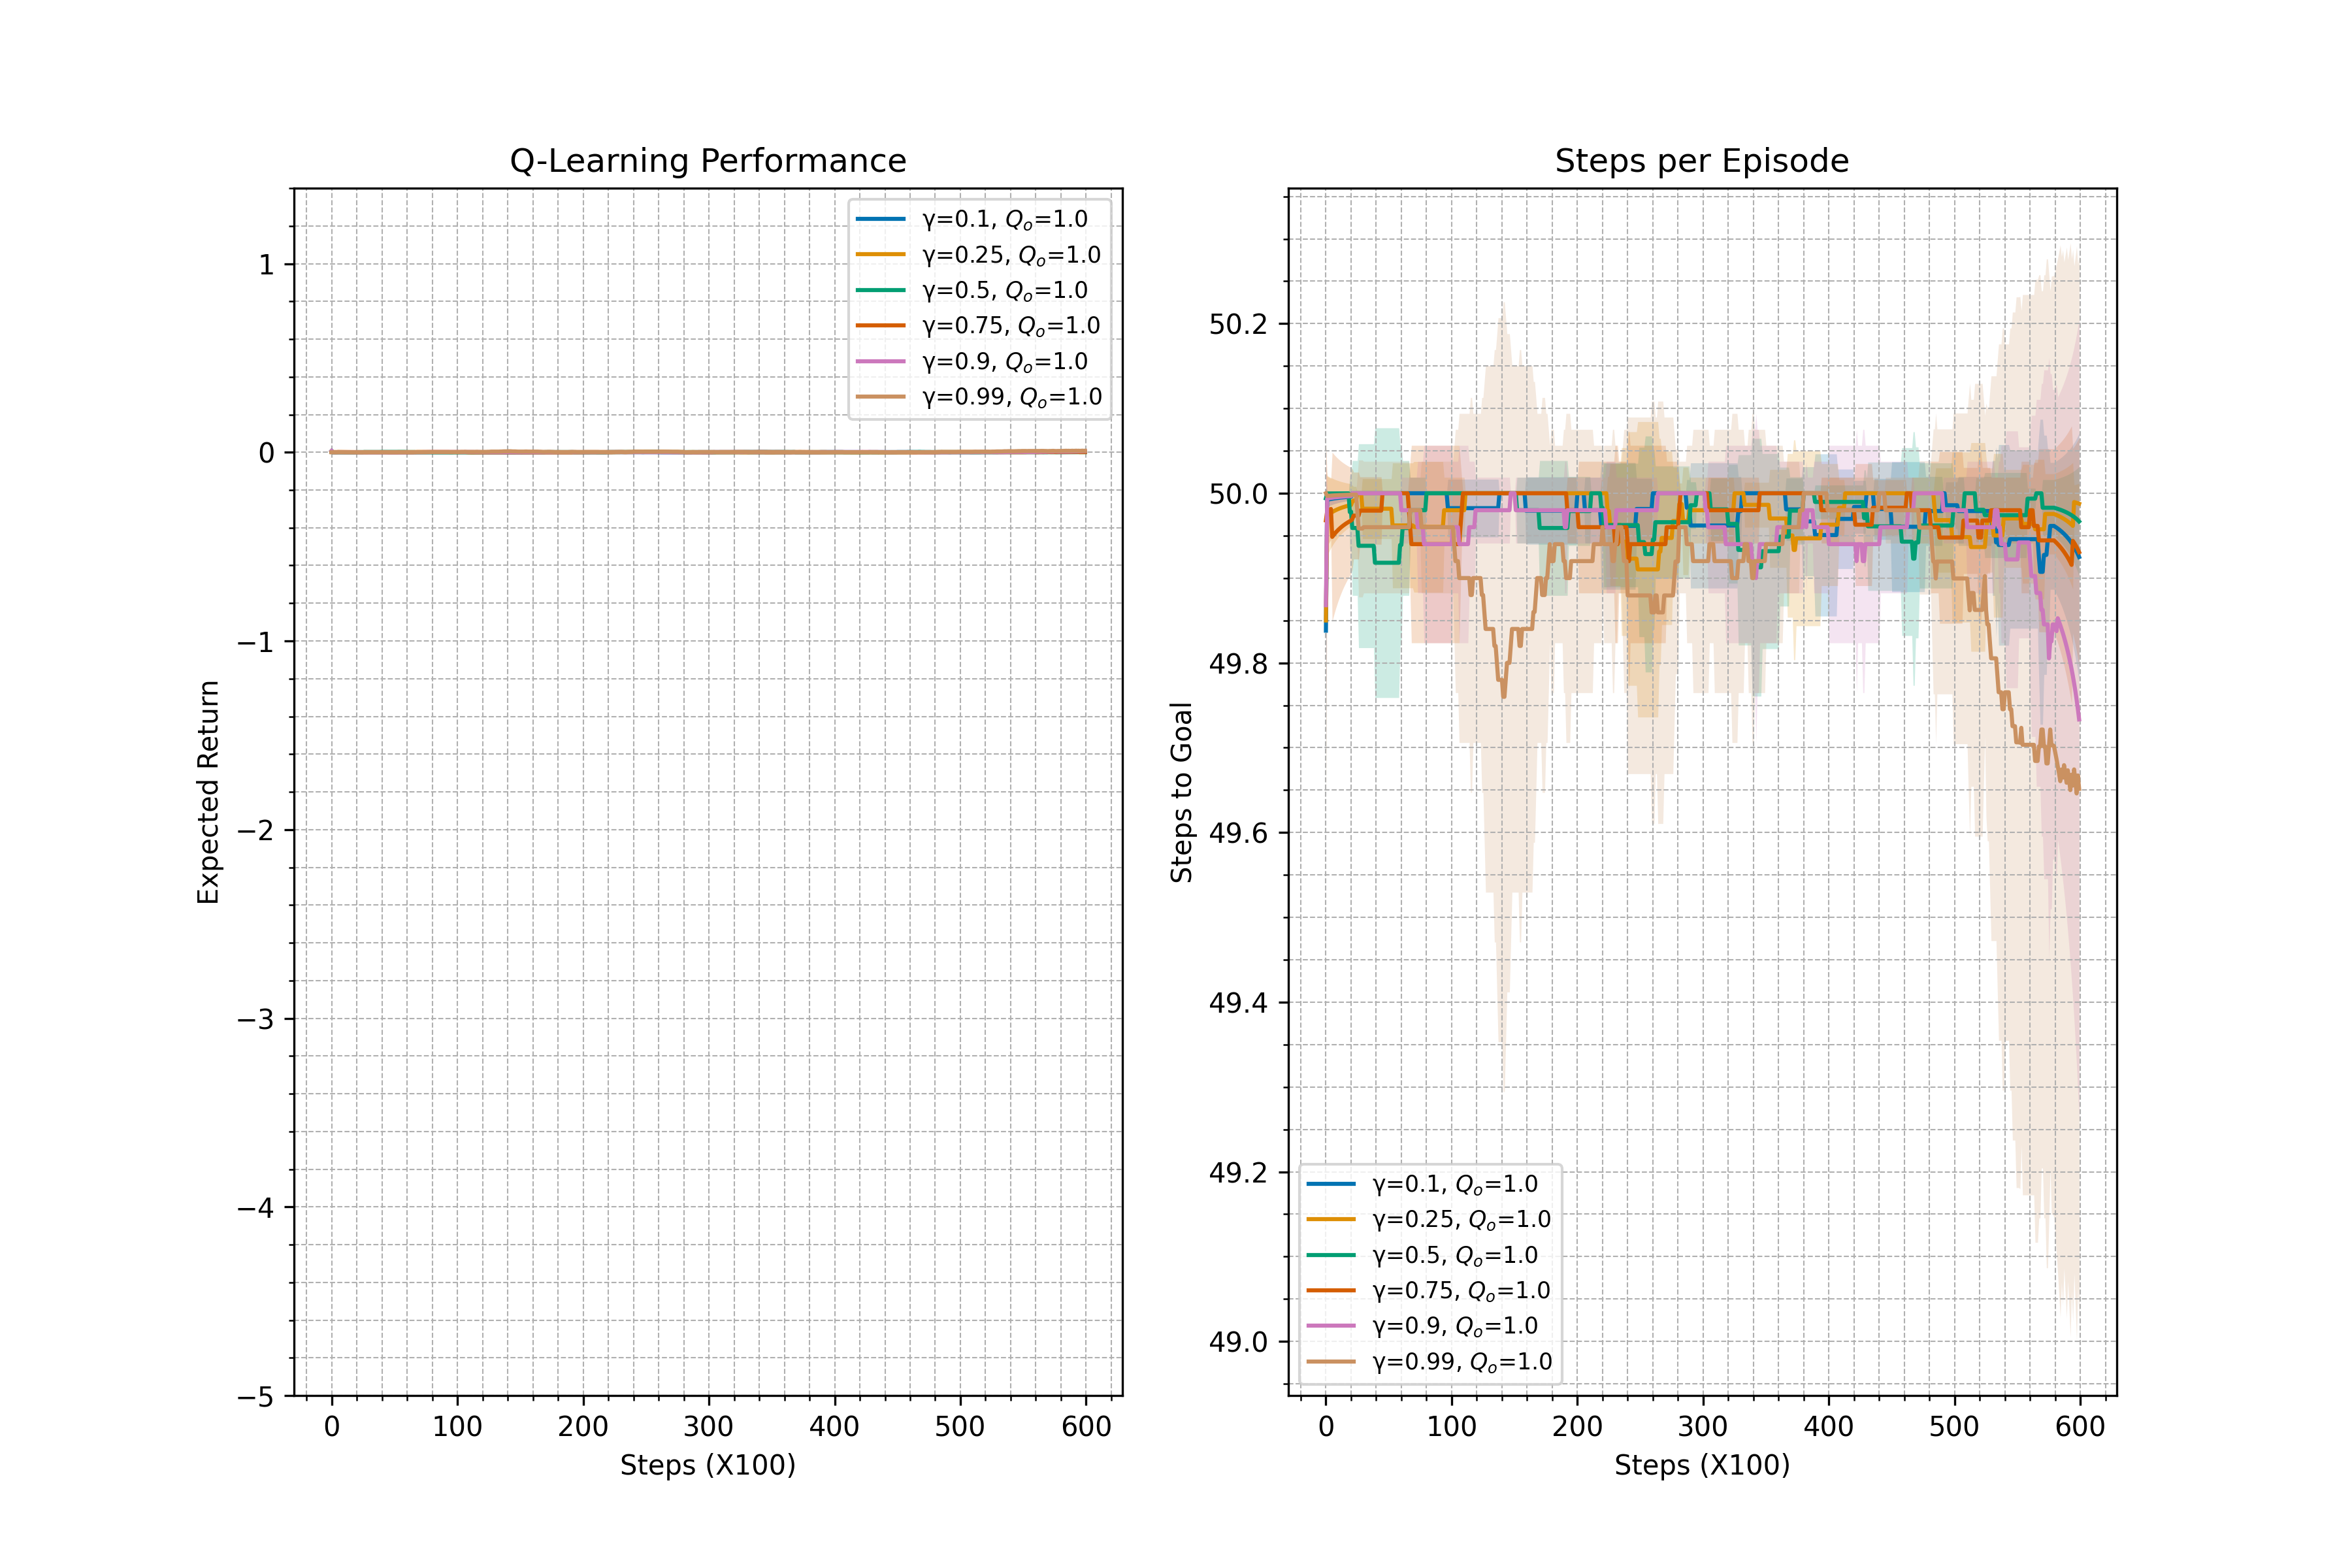 Q-Learning Performance
1
0
−1
−2
−3
−4
−5
Expected Return
0 100 200 300 400 500 600
Steps (X100)
γ=0.1, Qo=1.0
γ=0.25, Qo=1.0
γ=0.5, Qo=1.0
γ=0.75, Qo=1.0
γ=0.9, Qo=1.0
γ=0.99, Qo=1.0
Steps per Episode
50.2
50.0
49.8
49.6
49.4
49.2
49.0
Steps to Goal
0 100 200 300 400 500 600
Steps (X100)
γ=0.1, Qo=1.0
γ=0.25, Qo=1.0
γ=0.5, Qo=1.0
γ=0.75, Qo=1.0
γ=0.9, Qo=1.0
γ=0.99, Qo=1.0